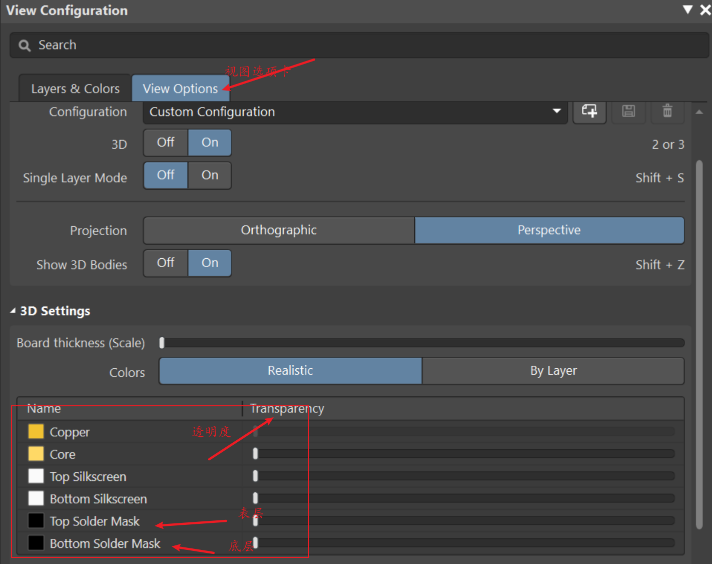 View Configuration
Search
视图选项卡
Layers & Colors View Options
Configuration Custom Configuration
3D Off On 2 or 3
Single Layer Mode Off On Shift + S
Projection Orthographic Perspective
Show 3D Bodies Off On Shift + Z
3D Settings
Board thickness (Scale)
Colors Realistic By Layer
Name Transparency
透明度
Copper
Core
Top Silkscreen
Bottom Silkscreen
Top Solder Mask 表层
Bottom Solder Mask 底层